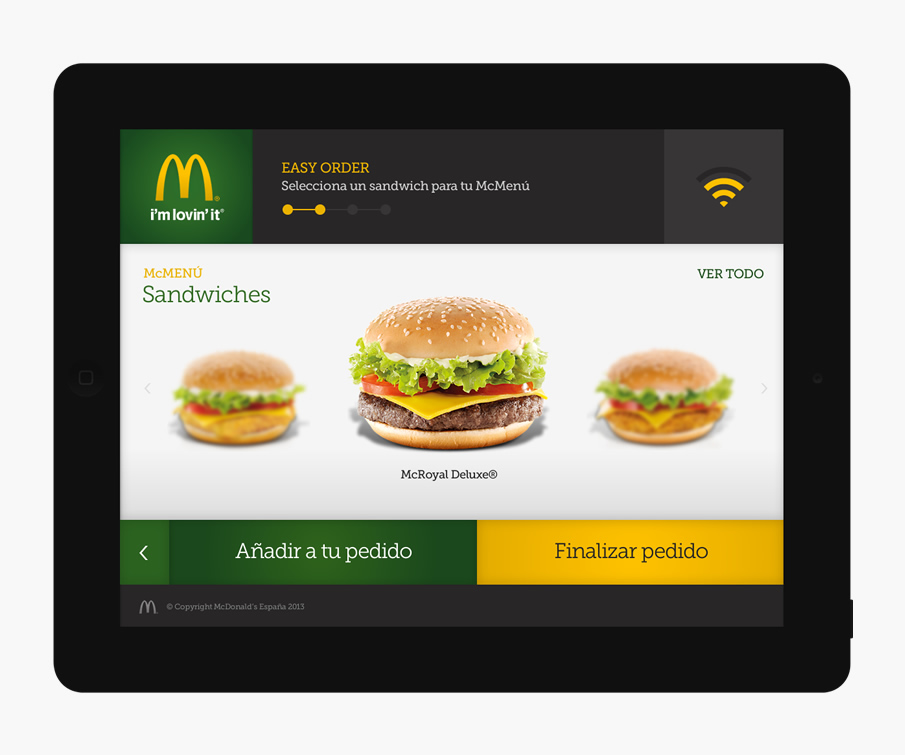 i'm lovin' it®
EASY ORDER
Selecciona un sandwich para tu McMenú
McMENÚ
Sandwiches
VER TODO
McRoyal Deluxe®
Añadir a tu pedido
Finalizar pedido
© Copyright McDonald's España 2013